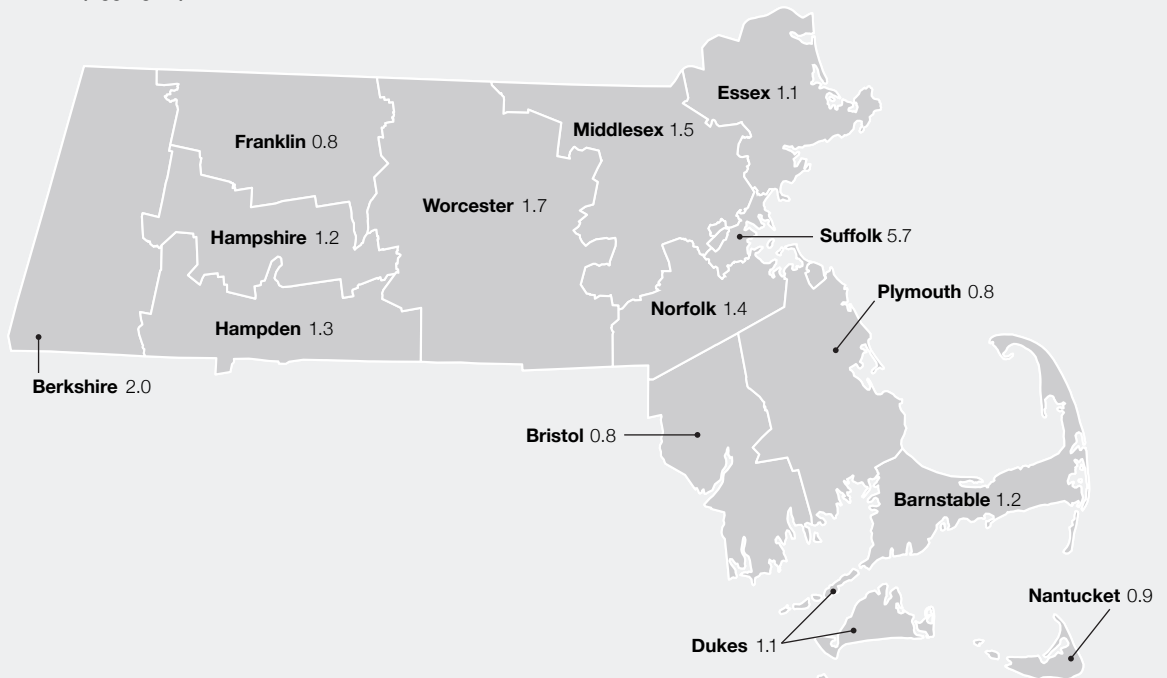 Essex 1.1
Middlesex 1.5
Franklin 0.8
Worcester 1.7
Hampshire 1.2
Suffolk 5.7
Plymouth 0.8
Norfolk 1.4
Hampden 1.3
Berkshire 2.0
Bristol 0.8
Barnstable 1.2
Nantucket 0.9
Dukes 1.1